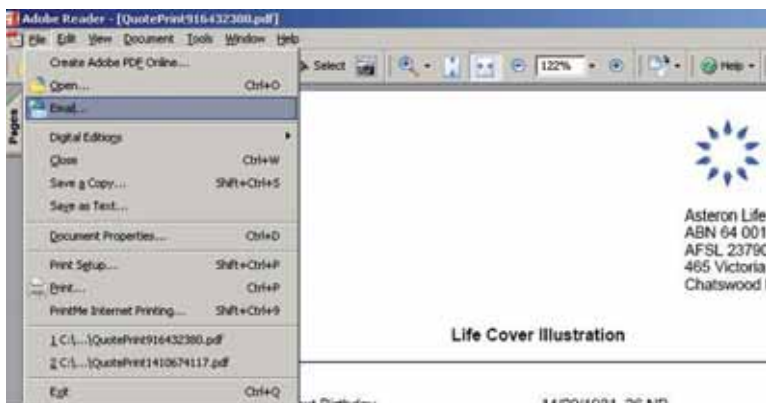 Adobe Reader - [QuotePrint916432380.pdf]
File Edit View Document Tools Window Help
Select 122% Help
Create Adobe PDF Online...
Open... Ctrl+O
Email...
Digital Editions
Close Ctrl+W
Save a Copy... Shift+Ctrl+S
Save as Text...
Document Properties... Ctrl+D
Print Setup... Shift+Ctrl+P
Print... Ctrl+P
PrintMe Internet Printing... Shift+Ctrl+9
1 C:\...\QuotePrint916432380.pdf
2 C:\...\QuotePrint1410674117.pdf
Exit Ctrl+Q
Pages
Asteron Life
ABN 64 001
AFSL 23790
465 Victoria
Chatswood
Life Cover Illustration